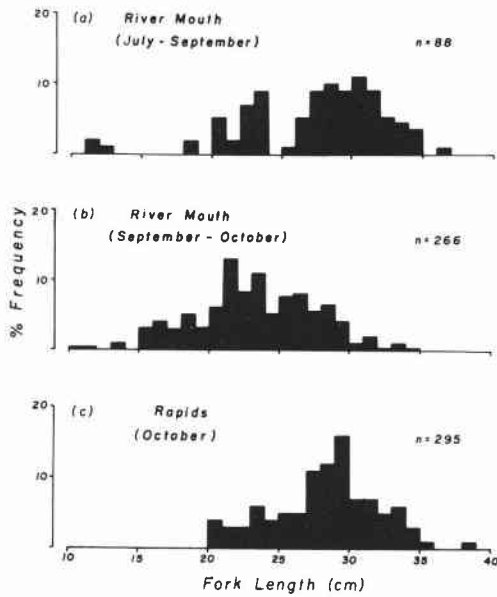 20
(a) River Mouth
(July - September)
n=88
10
20
(b) River Mouth
(September - October)
n=266
10
% Frequency
20
(c) Rapids
(October)
n=295
10
10 15 20 25 30 35 40
Fork Length (cm)